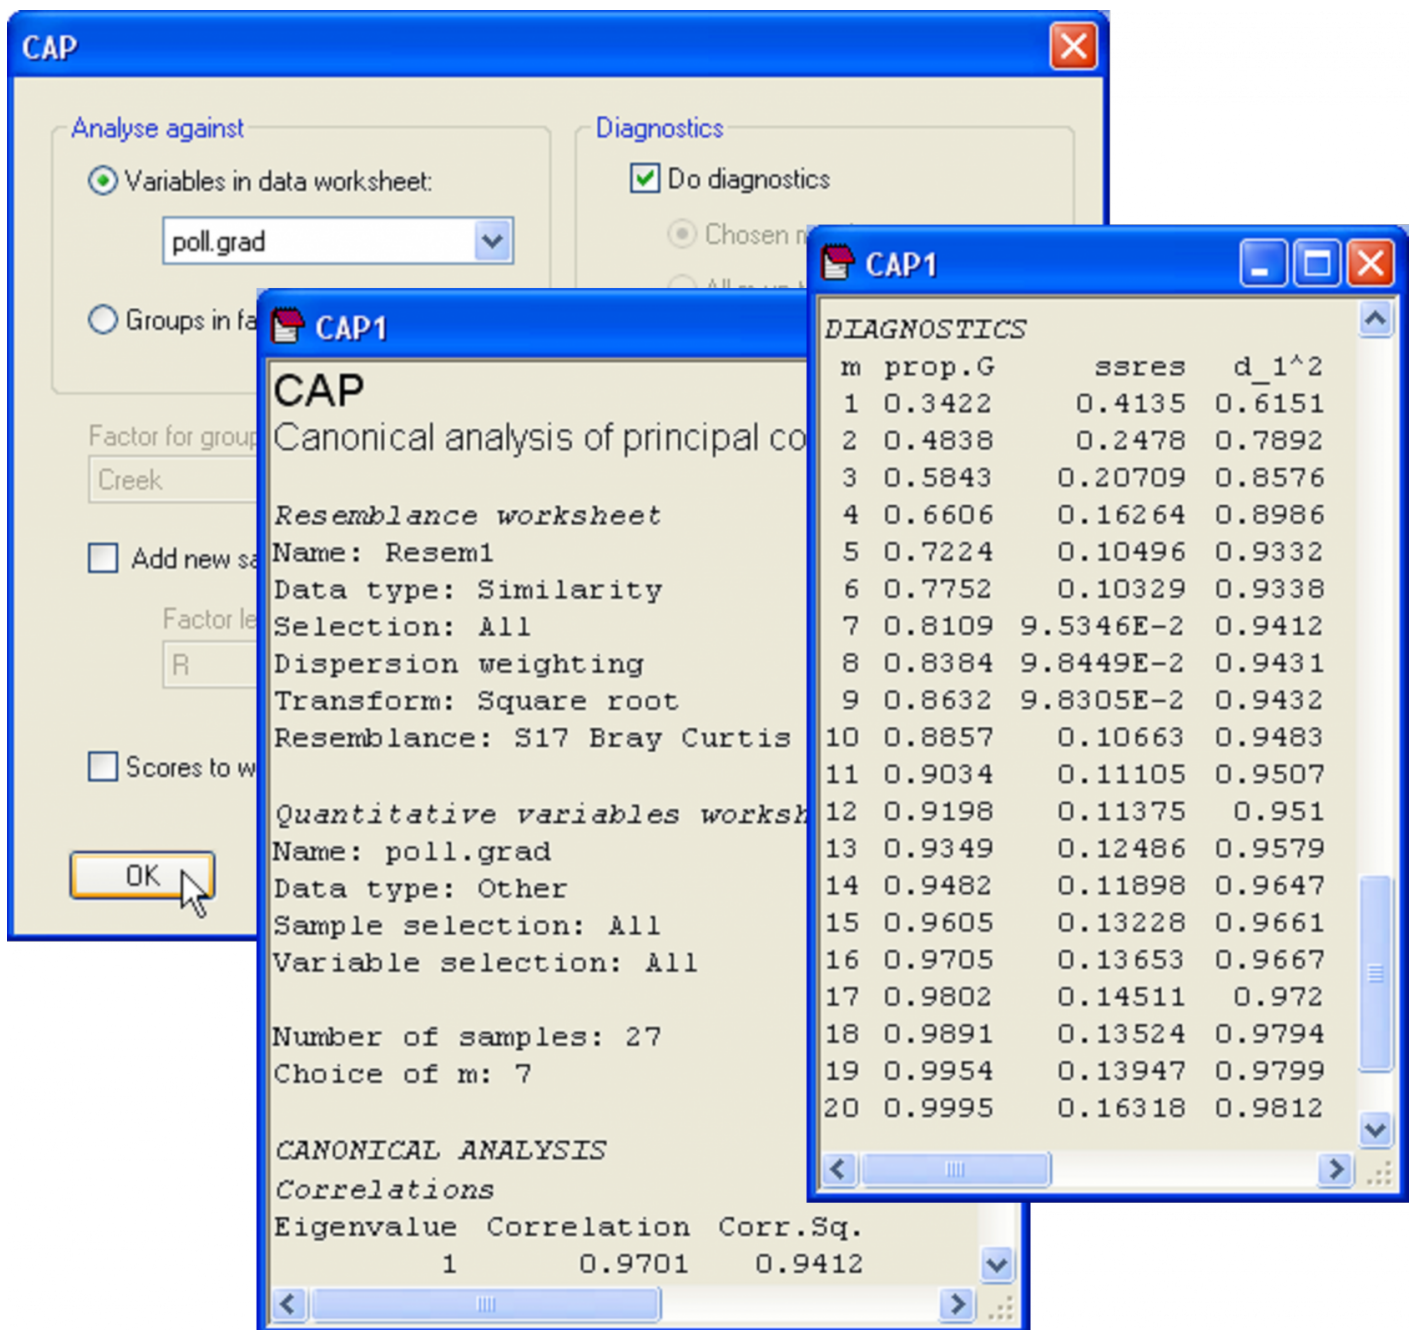 CAP
Analyse against
Variables in data worksheet:
poll.grad
Groups in
Factor for
Creek
Add new
Factor
R
Scores to
OK
Diagnostics
Do diagnostics
Chosen
All
CAP1
CAP
Canonical analysis of principal
Resemblance worksheet
Name: Resem1
Data type: Similarity
Selection: All
Dispersion weighting
Transform: Square root
Resemblance: S17 Bray Curtis
Quantitative variables
Name: poll.grad
Data type: Other
Sample selection: All
Variable selection: All
Number of samples: 27
Choice of m: 7
CANONICAL ANALYSIS
Correlations
Eigenvalue Correlation Corr.Sq.
1 0.9701 0.9412
CAP1
DIAGNOSTICS
m prop.G ssres d_1^2
1 0.3422 0.4135 0.6151
2 0.4838 0.2478 0.7892
3 0.5843 0.20709 0.8576
4 0.6606 0.16264 0.8986
5 0.7224 0.10496 0.9332
6 0.7752 0.10329 0.9338
7 0.8109 9.5346E-2 0.9412
8 0.8384 9.8449E-2 0.9431
9 0.8632 9.8305E-2 0.9432
10 0.8857 0.10663 0.9483
11 0.9034 0.11105 0.9507
12 0.9198 0.11375 0.951
13 0.9349 0.12486 0.9579
14 0.9482 0.11898 0.9647
15 0.9605 0.13228 0.9661
16 0.9705 0.13653 0.9667
17 0.9802 0.14511 0.972
18 0.9891 0.13524 0.9794
19 0.9954 0.13947 0.9799
20 0.9995 0.16318 0.9812